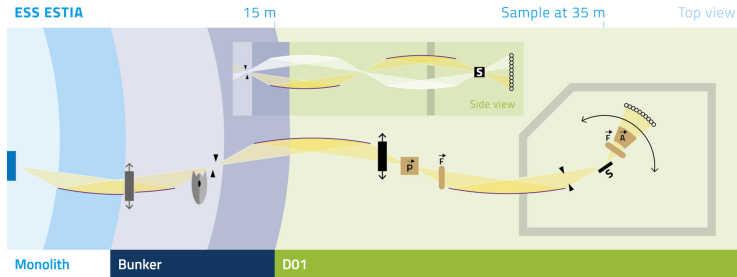 ESS ESTIA
15 m
Sample at 35 m
Top view
S
Side view
P
F
F
A
S
Monolith
Bunker
D01